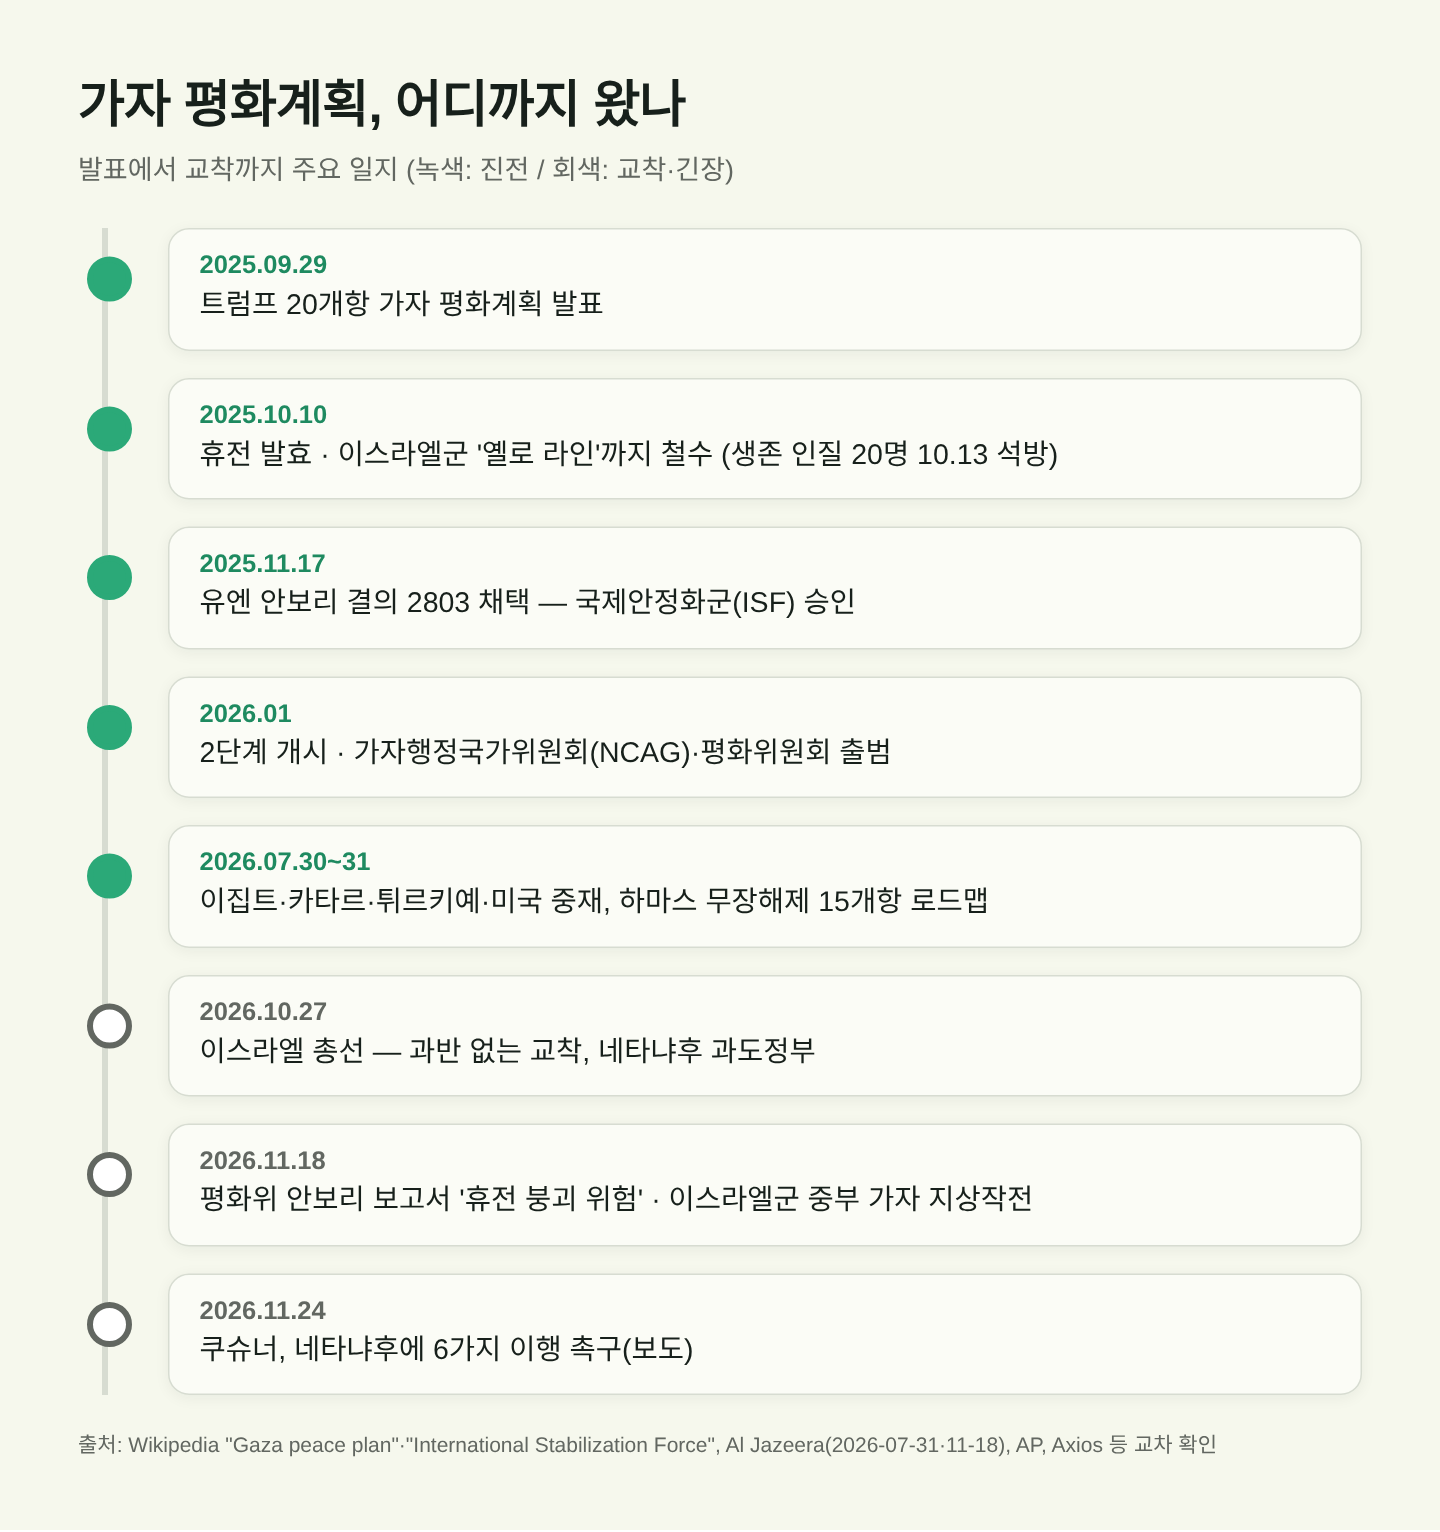 가자 평화계획, 어디까지 왔나
발표에서 교착까지 주요 일지 (녹색: 진전 / 회색: 교착·긴장)
2025.09.29
트럼프 20개항 가자 평화계획 발표
2025.10.10
휴전 발효 · 이스라엘군 '옐로 라인'까지 철수 (생존 인질 20명 10.13 석방)
2025.11.17
유엔 안보리 결의 2803 채택 — 국제안정화군(ISF) 승인
2026.01
2단계 개시 · 가자행정국가위원회(NCAG)·평화위원회 출범
2026.07.30~31
이집트·카타르·튀르키예·미국 중재, 하마스 무장해제 15개항 로드맵
2026.10.27
이스라엘 총선 — 과반 없는 교착, 네타냐후 과도정부
2026.11.18
평화위 안보리 보고서 '휴전 붕괴 위험' · 이스라엘군 중부 가자 지상작전
2026.11.24
쿠슈너, 네타냐후에 6가지 이행 촉구(보도)
출처: Wikipedia "Gaza peace plan"·"International Stabilization Force", Al Jazeera(2026-07-31·11-18), AP, Axios 등 교차 확인